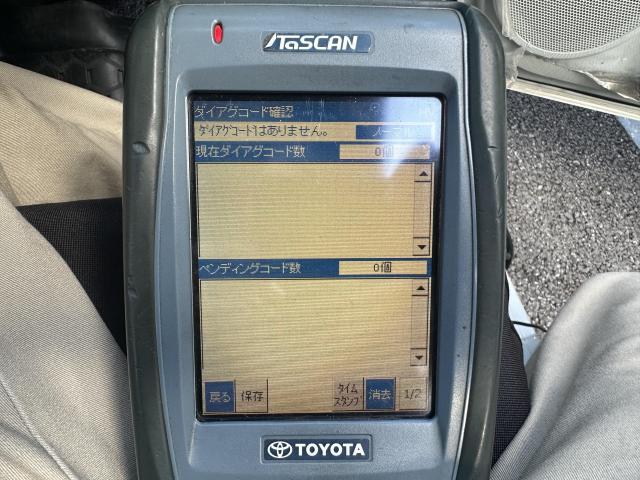 TaSCAN
ダイアグコード確認
ダイアグコードはありません。 ノーマル
現在ダイアグコード数 0個
ペンディングコード数 0個
戻る 保存 タイム
スタンプ 消去 1/2
TOYOTA